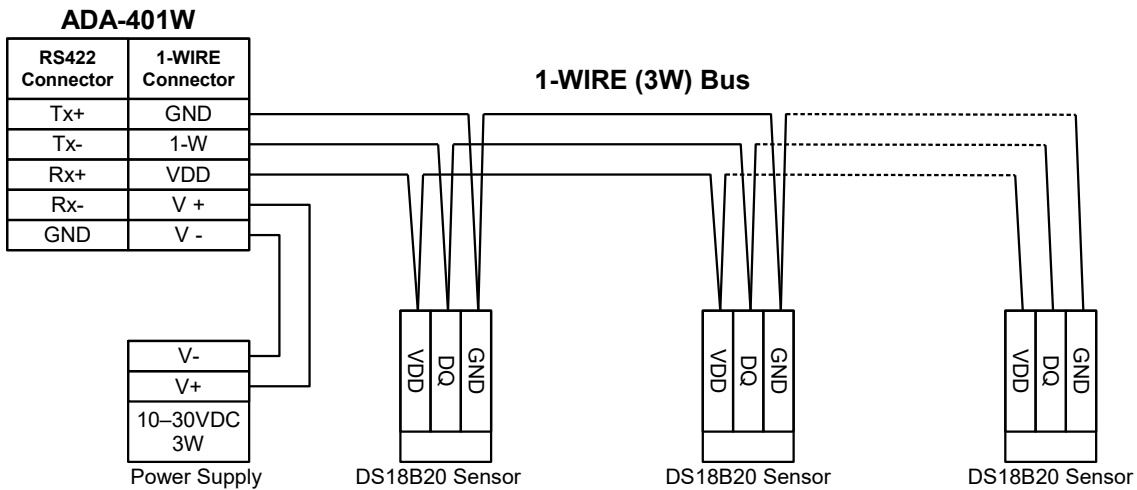 ADA-401W
RS422 Connector 1-WIRE Connector
Tx+ GND
Tx- 1-W
Rx+ VDD
Rx- V +
GND V -
1-WIRE (3W) Bus
V-
V+
10–30VDC
3W
Power Supply
VDD DQ GND
DS18B20 Sensor
VDD DQ GND
DS18B20 Sensor
VDD DQ GND
DS18B20 Sensor